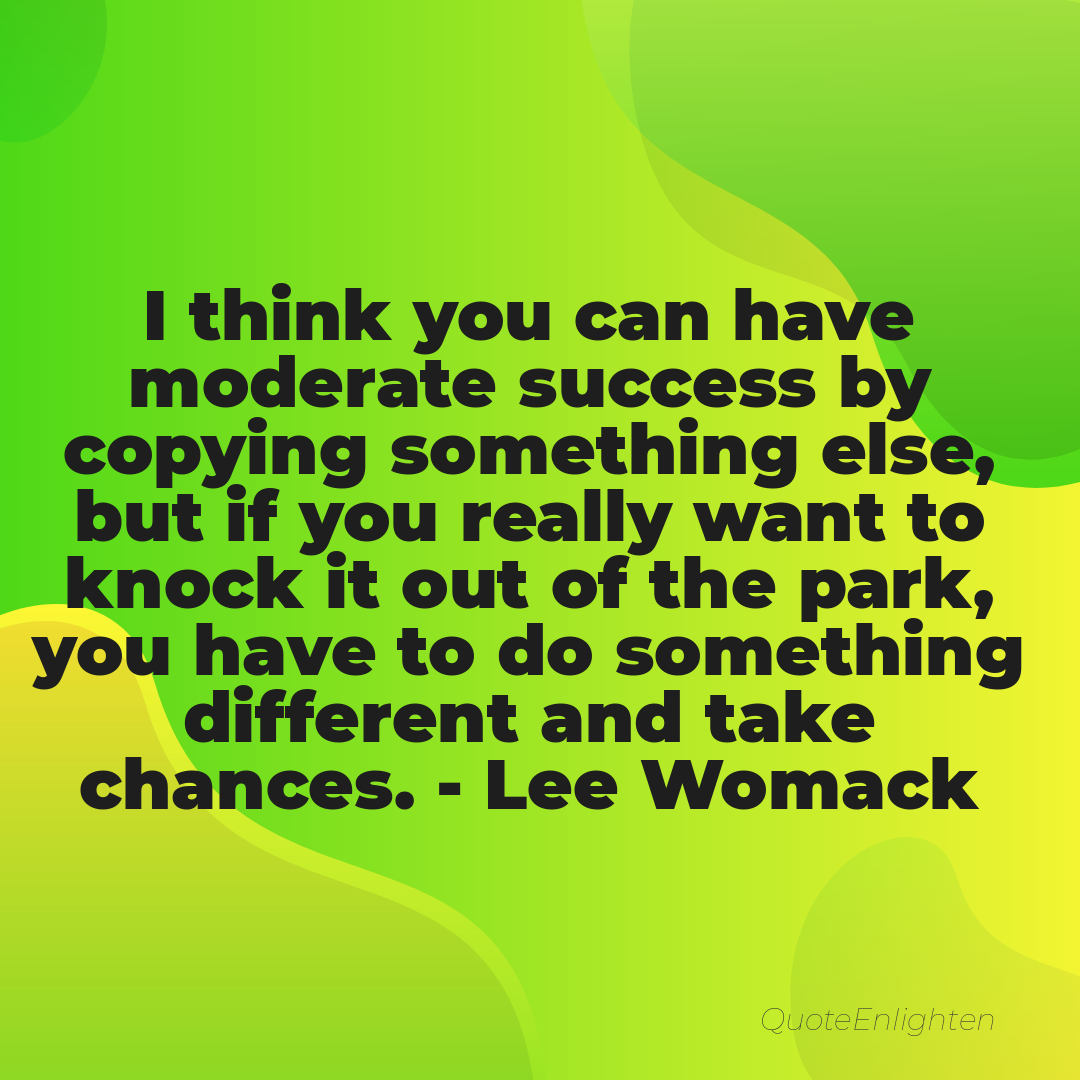 I think you can have
moderate success by
copying something else,
but if you really want to
knock it out of the park,
you have to do something
different and take
chances. - Lee Womack
QuoteEnlighten